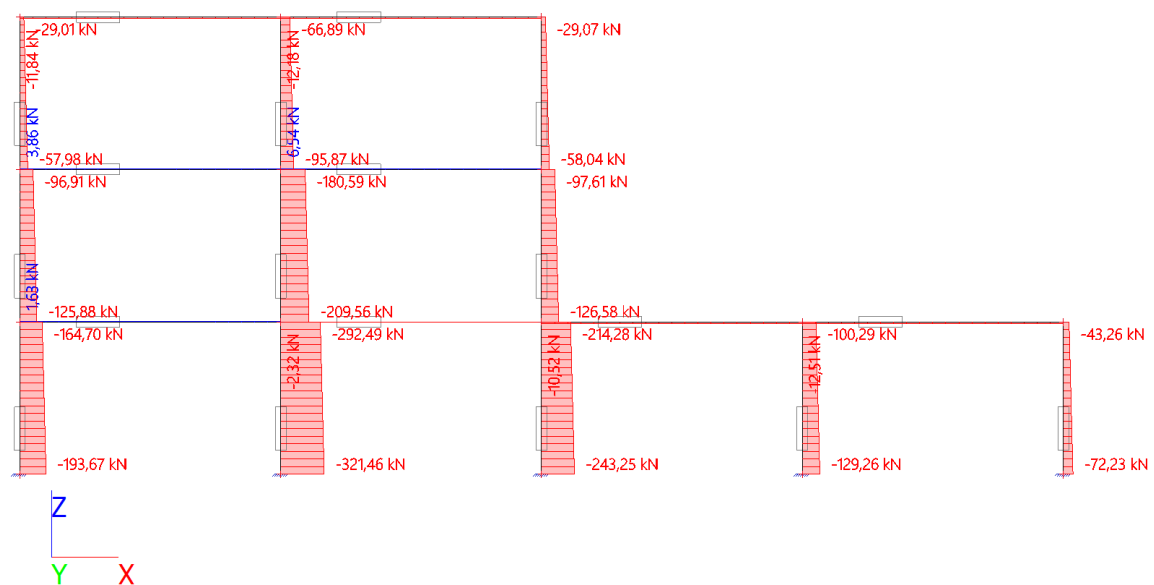 -29,01 kN
-66,89 kN
-29,07 kN
-11,84 kN
-12,18 kN
3,86 kN
6,54 kN
-57,98 kN
-95,87 kN
-58,04 kN
-96,91 kN
-180,59 kN
-97,61 kN
1,63 kN
-125,88 kN
-209,56 kN
-126,58 kN
-164,70 kN
-292,49 kN
-214,28 kN
-100,29 kN
-43,26 kN
-2,32 kN
-10,52 kN
-12,51 kN
-193,67 kN
-321,46 kN
-243,25 kN
-129,26 kN
-72,23 kN
Z
Y
X